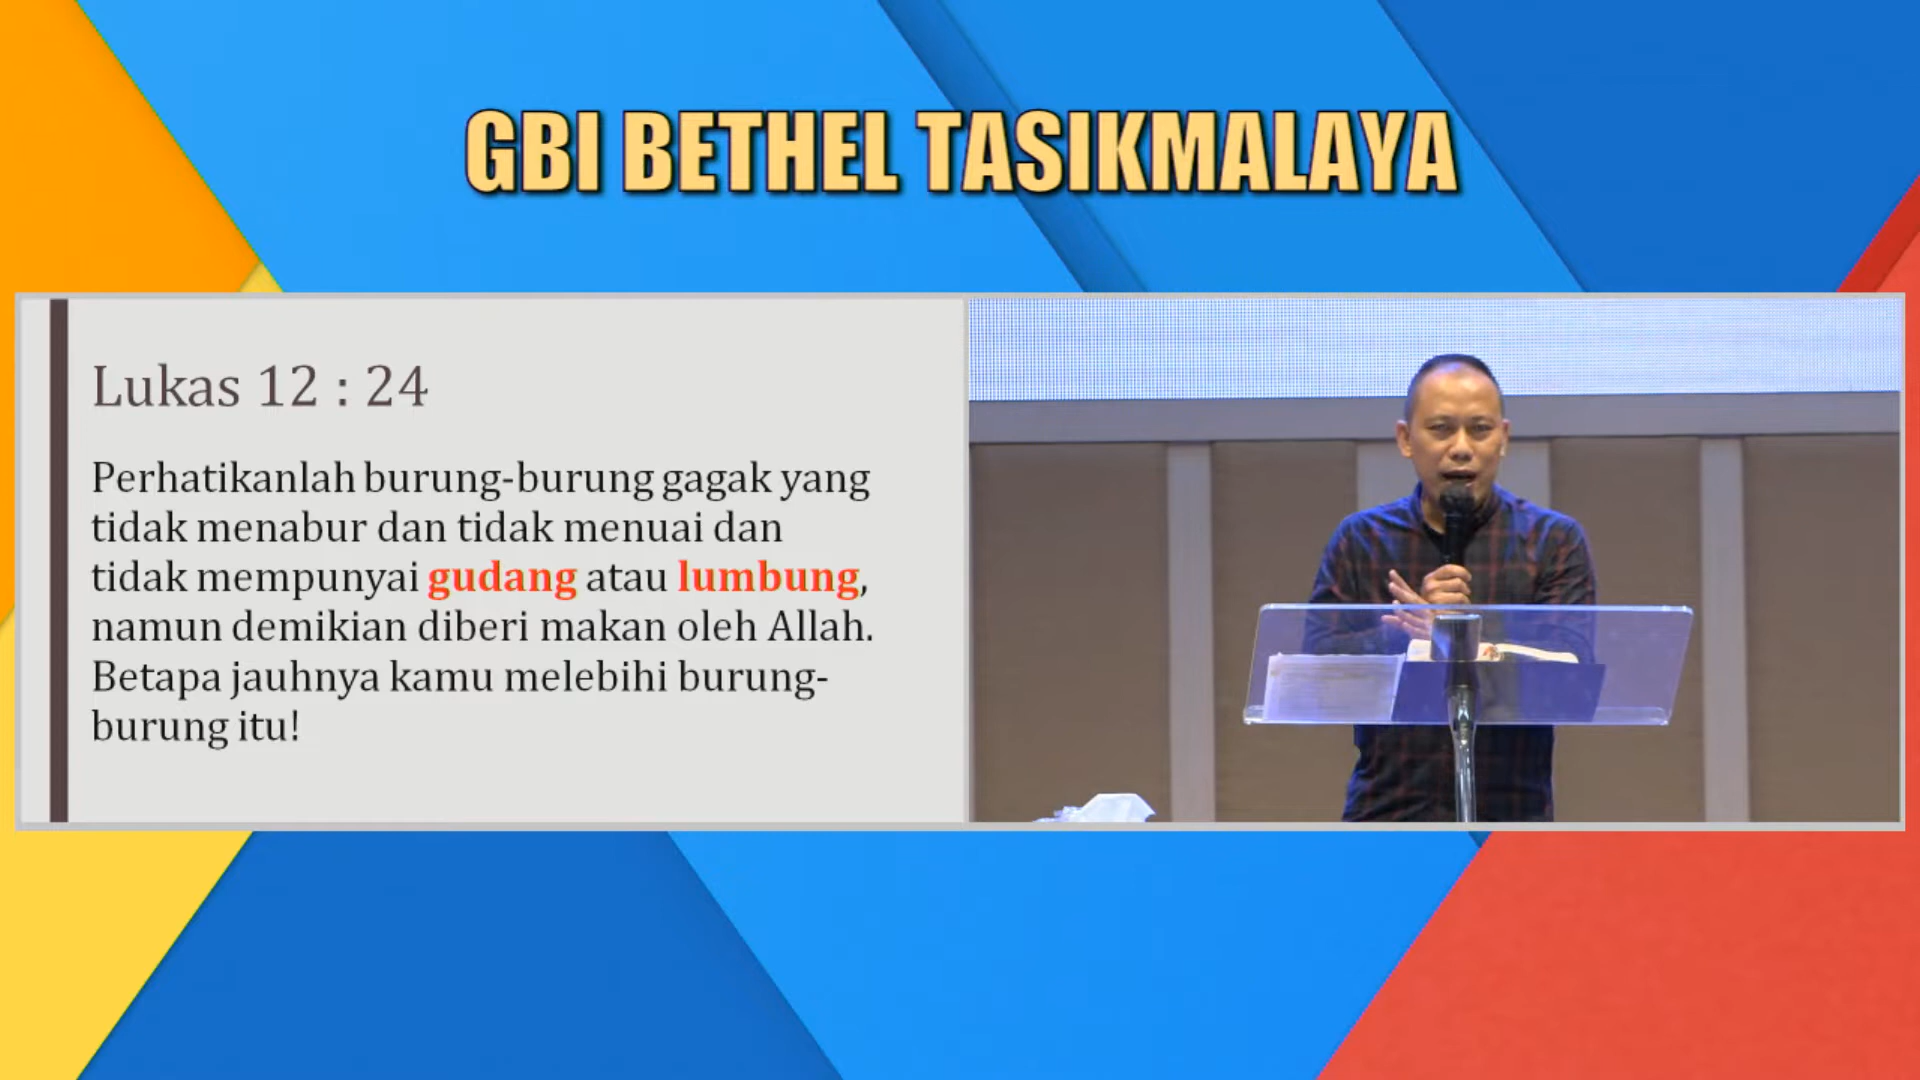 GBI BETHEL TASIKMALAYA
Lukas 12 : 24
Perhatikanlah burung-burung gagak yang
tidak menabur dan tidak menuai dan
tidak mempunyai gudang atau lumbung,
namun demikian diberi makan oleh Allah.
Betapa jauhnya kamu melebihi burung-
burung itu!